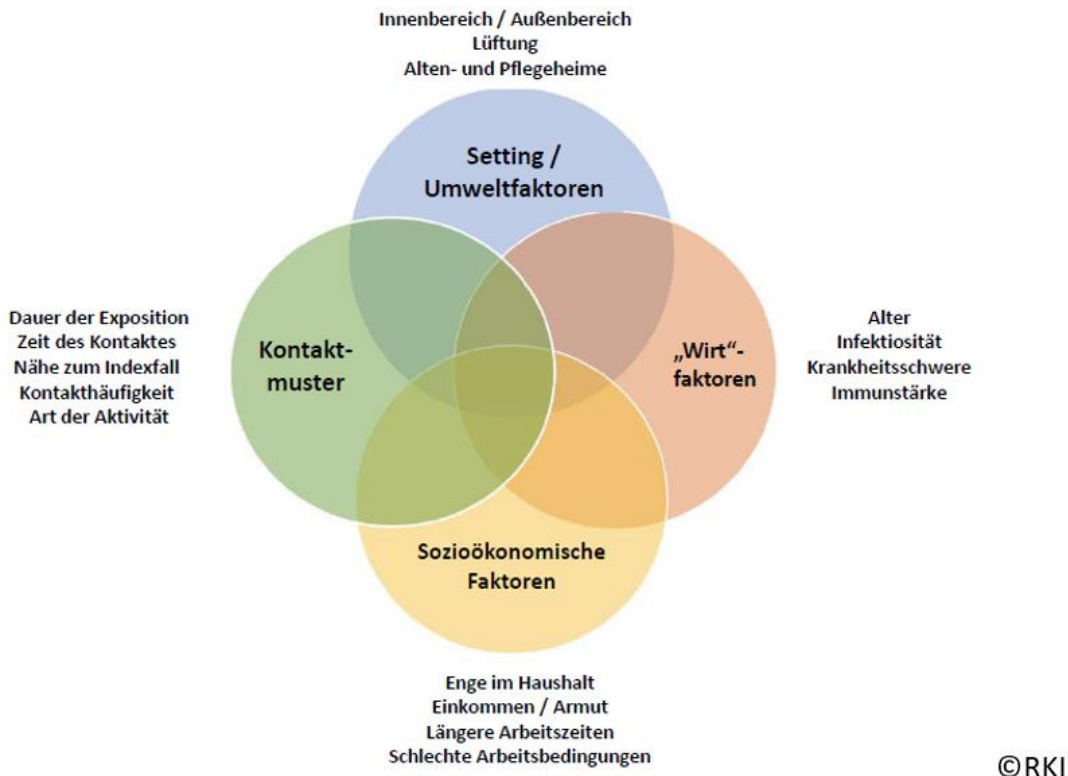 Innenbereich / Außenbereich
Lüftung
Alten- und Pflegeheime
Setting /
Umweltfaktoren
Dauer der Exposition
Zeit des Kontaktes
Nähe zum Indexfall
Kontakthäufigkeit
Art der Aktivität
Kontakt-
muster
„Wirt“-
faktoren
Alter
Infektiosität
Krankheitsschwere
Immunstärke
Sozioökonomische
Faktoren
Enge im Haushalt
Einkommen / Armut
Längere Arbeitszeiten
Schlechte Arbeitsbedingungen
©RKI